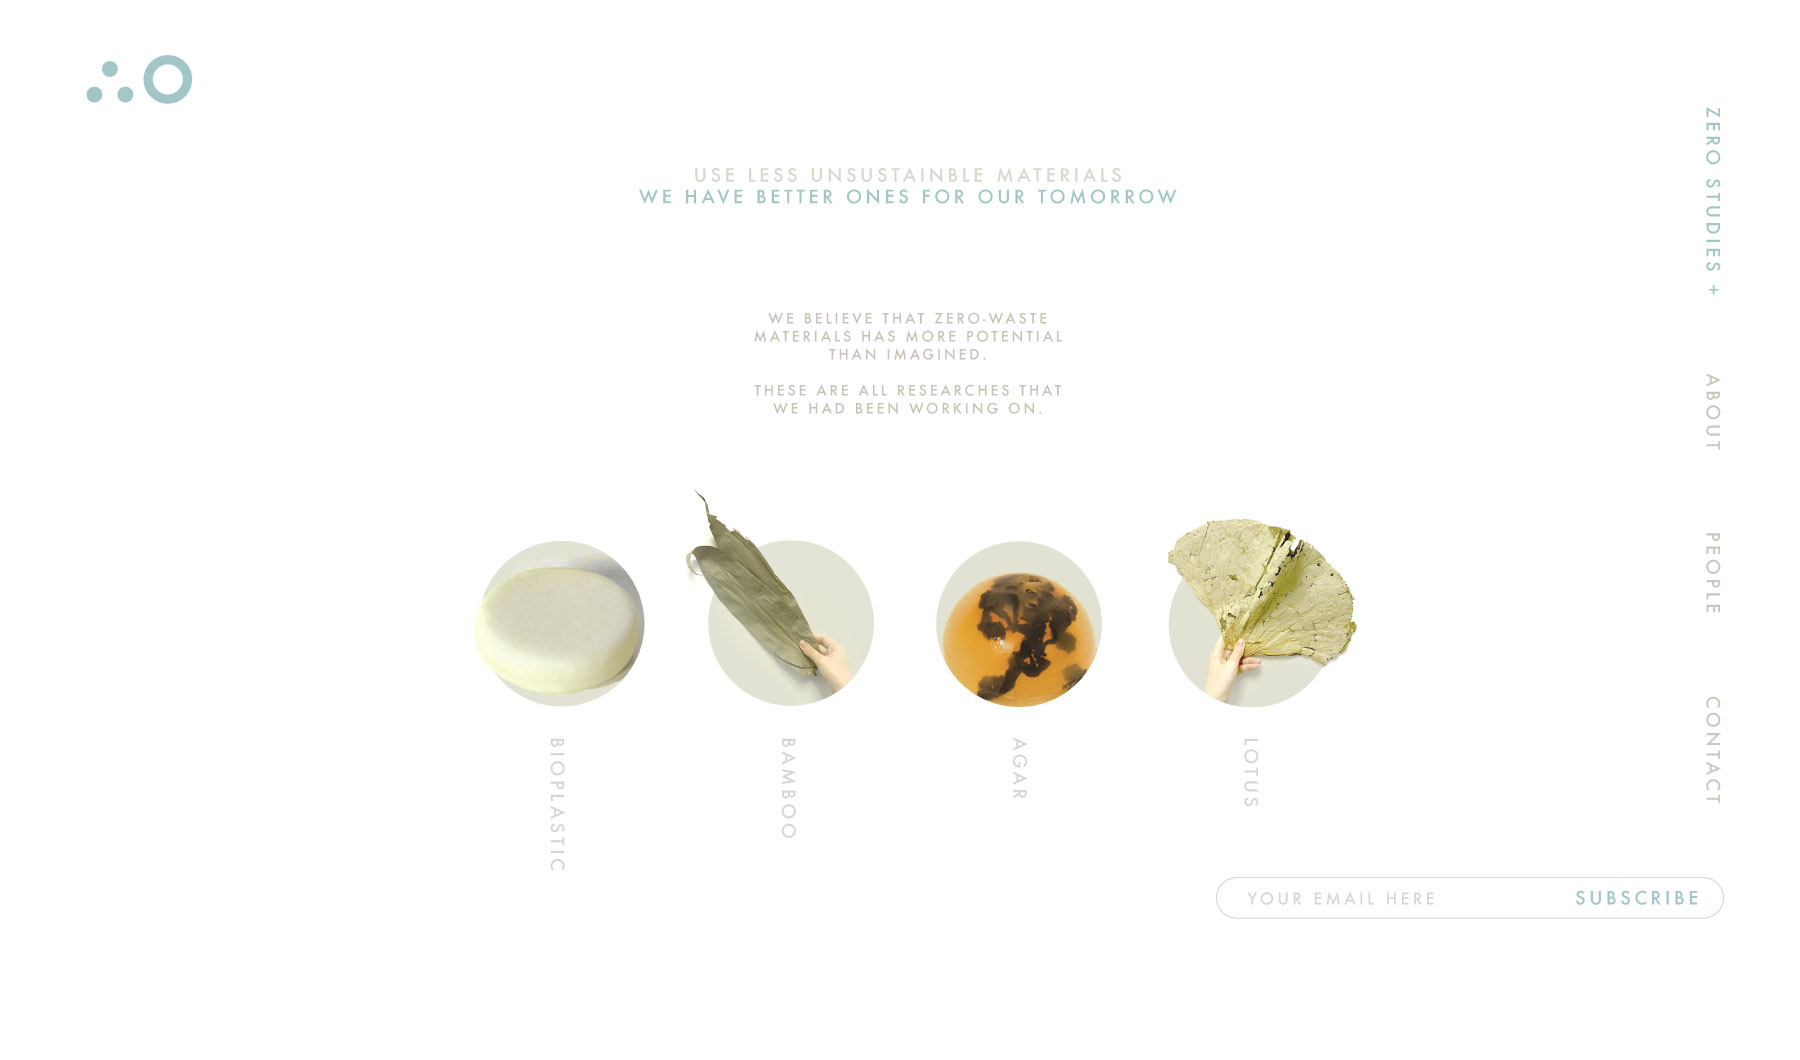 USE LESS UNSUSTAINBLE MATERIALS
WE HAVE BETTER ONES FOR OUR TOMORROW
WE BELIEVE THAT ZERO-WASTE
MATERIALS HAS MORE POTENTIAL
THAN IMAGINED.
THESE ARE ALL RESEARCHES THAT
WE HAD BEEN WORKING ON.
BIOPLASTIC
BAMBOO
AGAR
LOTUS
ZERO STUDIES +
ABOUT
PEOPLE
CONTACT
YOUR EMAIL HERE
SUBSCRIBE